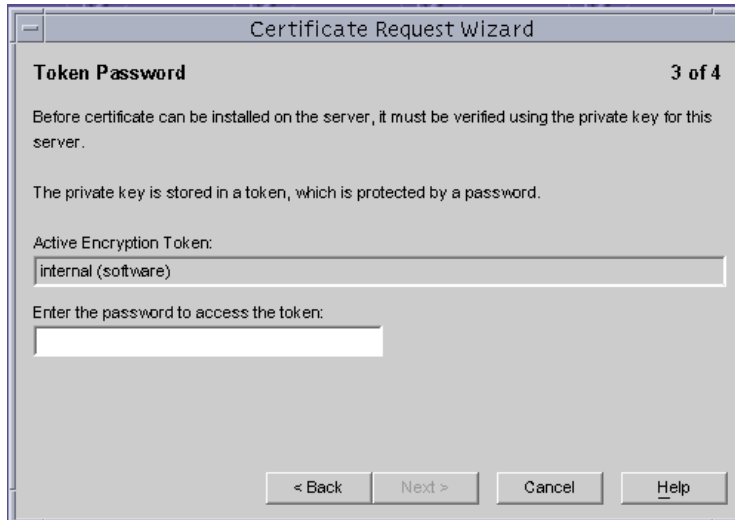 Certificate Request Wizard
Token Password 3 of 4
Before certificate can be installed on the server, it must be verified using the private key for this
server.
The private key is stored in a token, which is protected by a password.
Active Encryption Token:
internal (software)
Enter the password to access the token:
< Back Next > Cancel Help